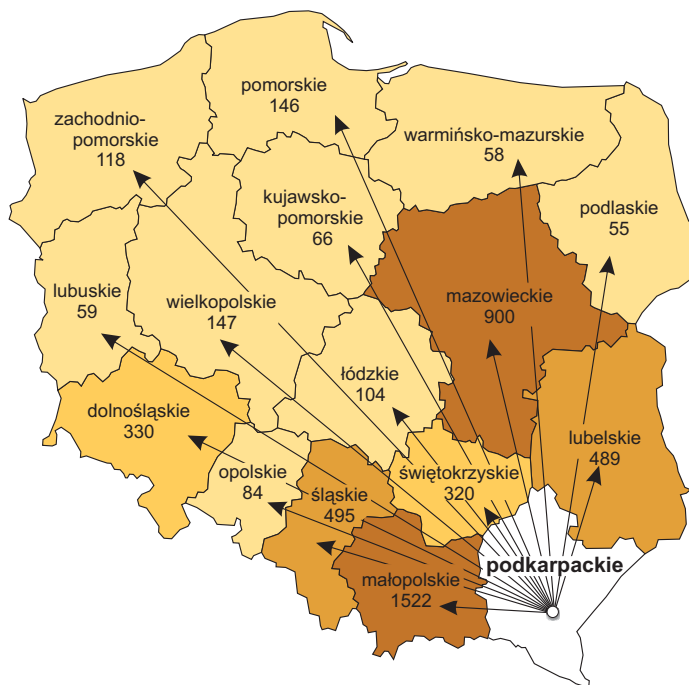 pomorskie
146
zachodnio-
pomorskie
118
warmińsko-mazurskie
58
kujawsko-
pomorskie
66
podlaskie
55
lubuskie
59
wielkopolskie
147
mazowieckie
900
łódzkie
104
dolnośląskie
330
lubelskie
489
opolskie
84
śląskie
495
świętokrzyskie
320
podkarpackie
małopolskie
1522